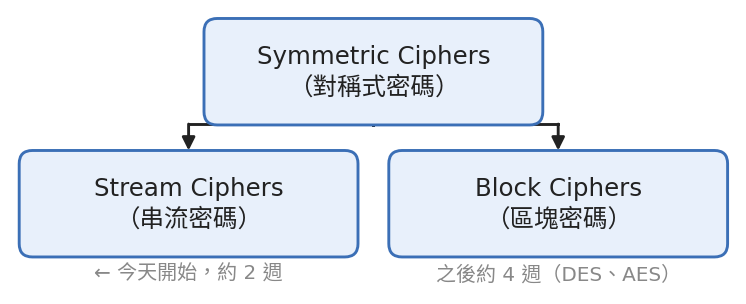 Symmetric Ciphers
（對稱式密碼）
Stream Ciphers
（串流密碼）
Block Ciphers
（區塊密碼）
← 今天開始，約 2 週
之後約 4 週（DES、AES）